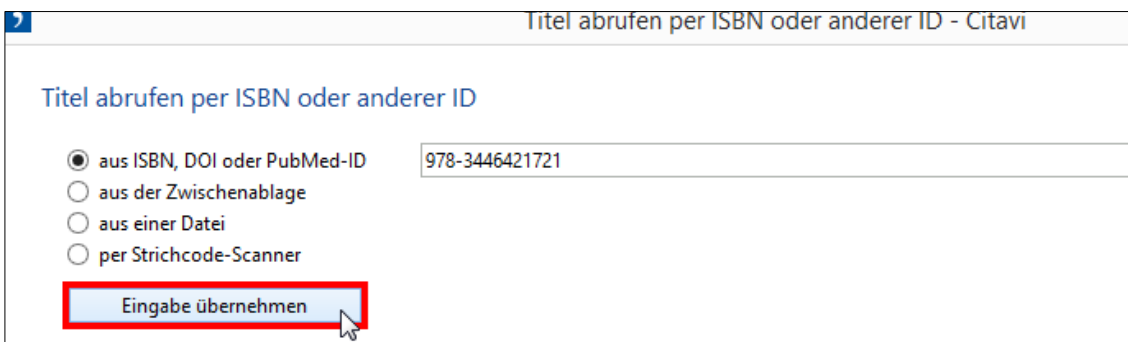 Titel abrufen per ISBN oder anderer ID - Citavi
Titel abrufen per ISBN oder anderer ID
aus ISBN, DOI oder PubMed-ID 978-3446421721
aus der Zwischenablage
aus einer Datei
per Strichcode-Scanner
Eingabe übernehmen